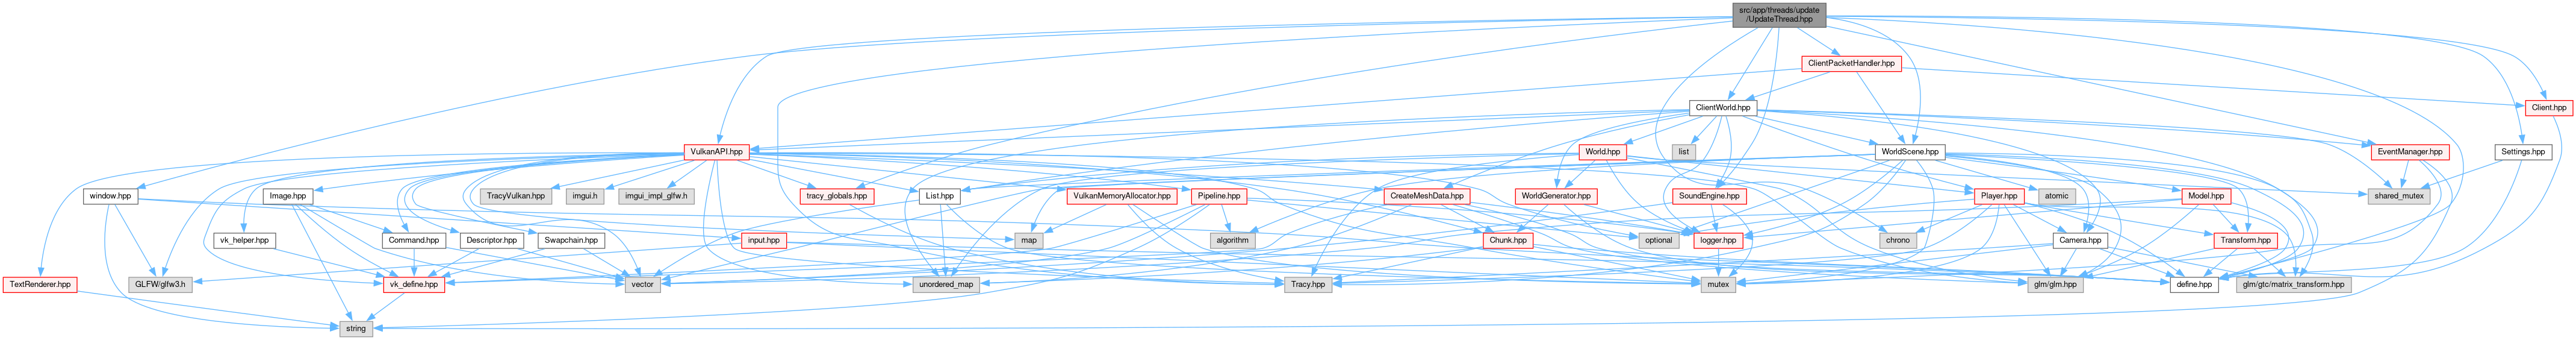 src/app/threads/update
/UpdateThread.hpp
ClientPacketHandler.hpp
ClientWorld.hpp
Client.hpp
VulkanAPI.hpp
World.hpp
list
WorldScene.hpp
EventManager.hpp
Settings.hpp
window.hpp
Image.hpp
TracyVulkan.hpp
imgui.h
imgui_impl_glfw.h
tracy_globals.hpp
List.hpp
VulkanMemoryAllocator.hpp
Pipeline.hpp
CreateMeshData.hpp
WorldGenerator.hpp
SoundEngine.hpp
Player.hpp
atomic
Model.hpp
shared_mutex
vk_helper.hpp
Command.hpp
Descriptor.hpp
Swapchain.hpp
input.hpp
map
algorithm
Chunk.hpp
optional
logger.hpp
chrono
Camera.hpp
Transform.hpp
TextRenderer.hpp
GLFW/glfw3.h
vk_define.hpp
vector
unordered_map
Tracy.hpp
mutex
glm/glm.hpp
define.hpp
glm/gtc/matrix_transform.hpp
string